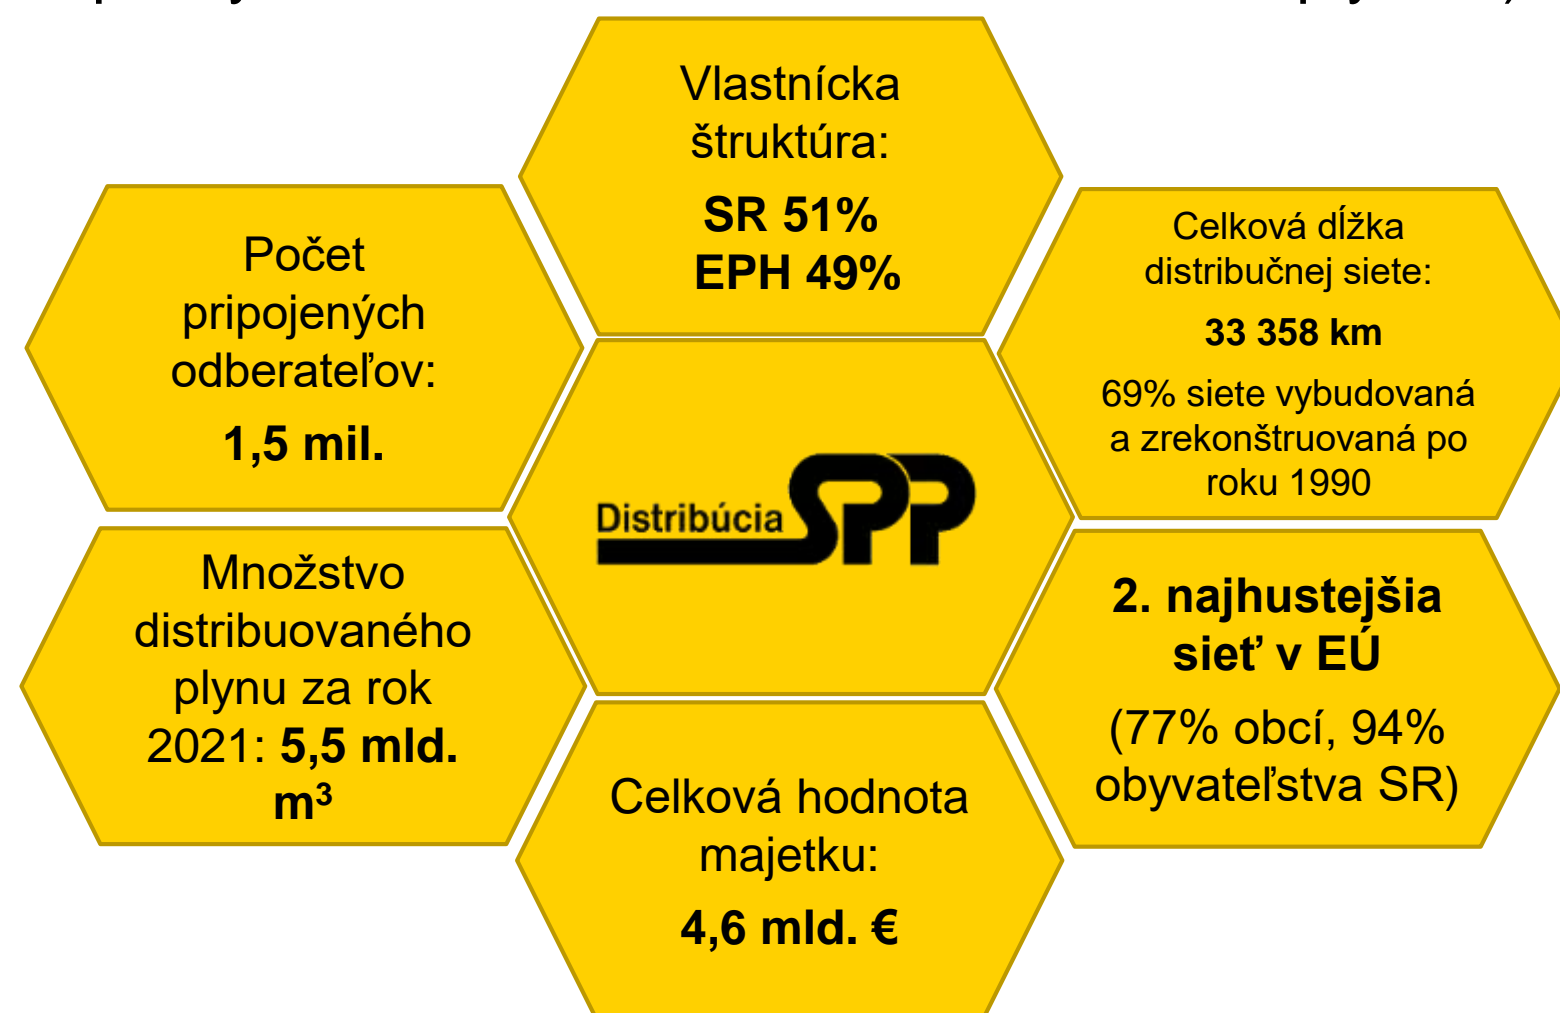 Vlastnícka
štruktúra:
SR 51%
EPH 49%
Počet
pripojených
odberateľov:
1,5 mil.
Celková dĺžka
distribučnej siete:
33 358 km
69% siete vybudovaná
a zrekonštruovaná po
roku 1990
Distribúcia SPP
Množstvo
distribuovaného
plynu za rok
2021: 5,5 mld.
m³
2. najhustejšia
sieť v EÚ
(77% obcí, 94%
obyvateľstva SR)
Celková hodnota
majetku:
4,6 mld. €